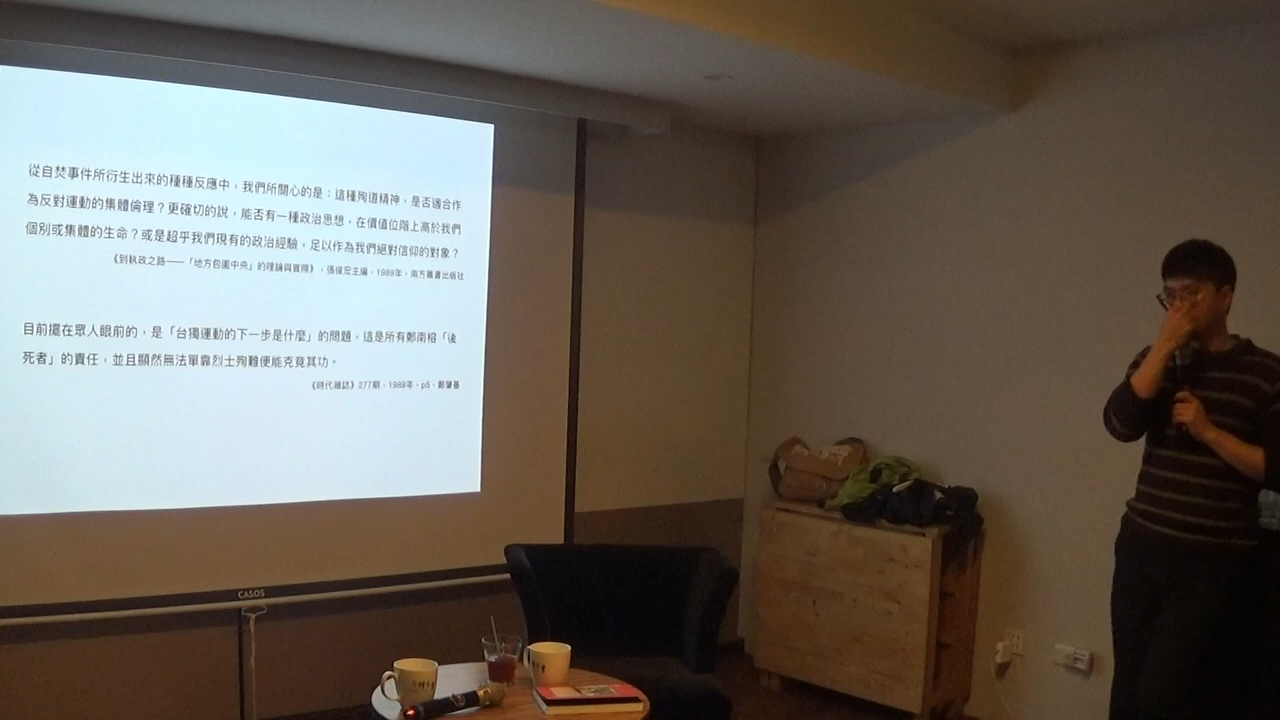 從自焚事件所衍生出來的種種反應中，我們所關心的是：這種殉道精神，是否適合作
為反對運動的集體倫理？更確切的說，能否有一種政治思想，在價值位階上高於我們
個別或集體的生命？或是超乎我們現有的政治經驗，足以作為我們絕對信仰的對象？
《到執政之路——「地方包圍中央」的理論與實際》，張俊宏主編，1989年，南方叢書出版社
目前擺在眾人眼前的，是「台獨運動的下一步是什麼」的問題，這是所有鄭南榕「後
死者」的責任，並且顯然無法單靠烈士殉難便能克竟其功。
《時代雜誌》277期，1989年，p5，鄭肇基
CASOS